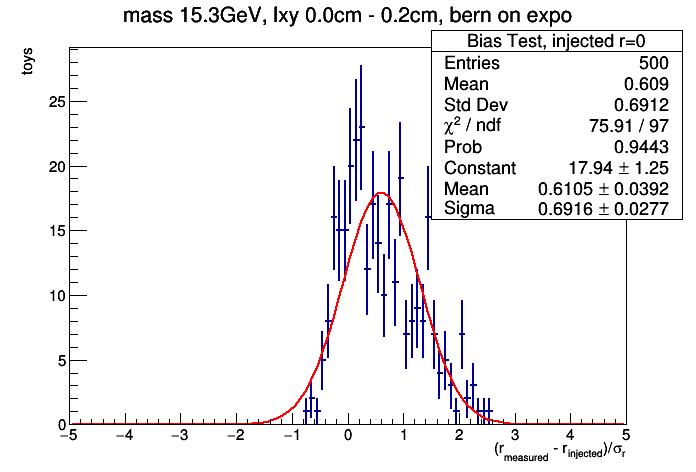 mass 15.3GeV, lxy 0.0cm - 0.2cm, bern on expo
toys
Bias Test, injected r=0
Entries 500
Mean 0.609
Std Dev 0.6912
χ² / ndf 75.91 / 97
Prob 0.9443
Constant 17.94 ± 1.25
Mean 0.6105 ± 0.0392
Sigma 0.6916 ± 0.0277
25
20
15
10
5
0
−5 −4 −3 −2 −1 0 1 2 3 4 5
(r_measured - r_injected)/σ_r